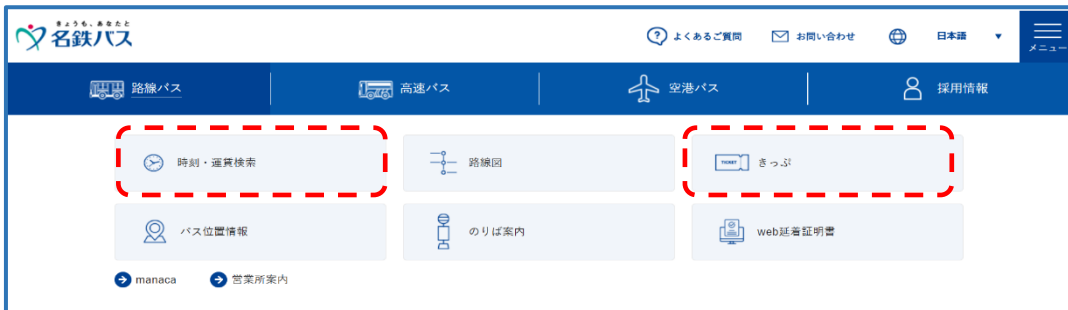 きょうも、あなたと
名鉄バス
よくあるご質問 お問い合わせ 日本語 ▼
メニュー
路線バス 高速バス 空港バス 採用情報
時刻・運賃検索 路線図 TICKET きっぷ
バス位置情報 のりば案内 web延着証明書
manaca 営業所案内